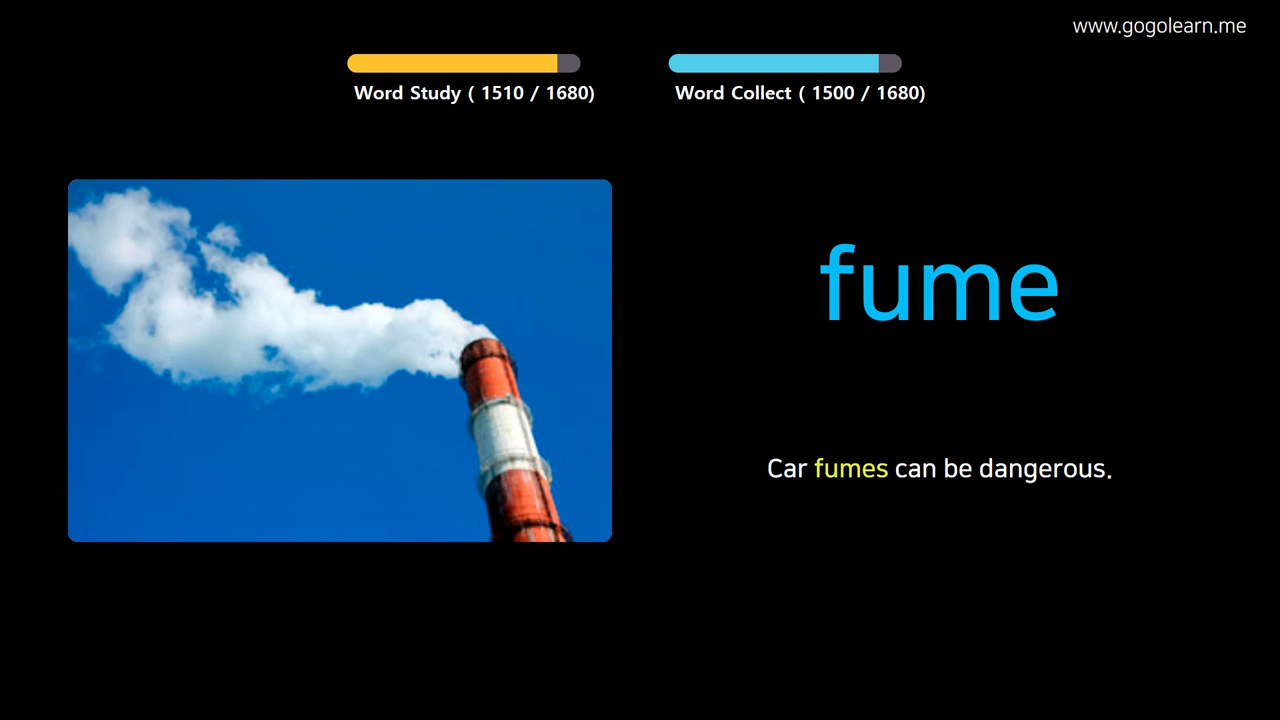 www.gogolearn.me
Word Study ( 1510 / 1680)
Word Collect ( 1500 / 1680)
fume
Car fumes can be dangerous.